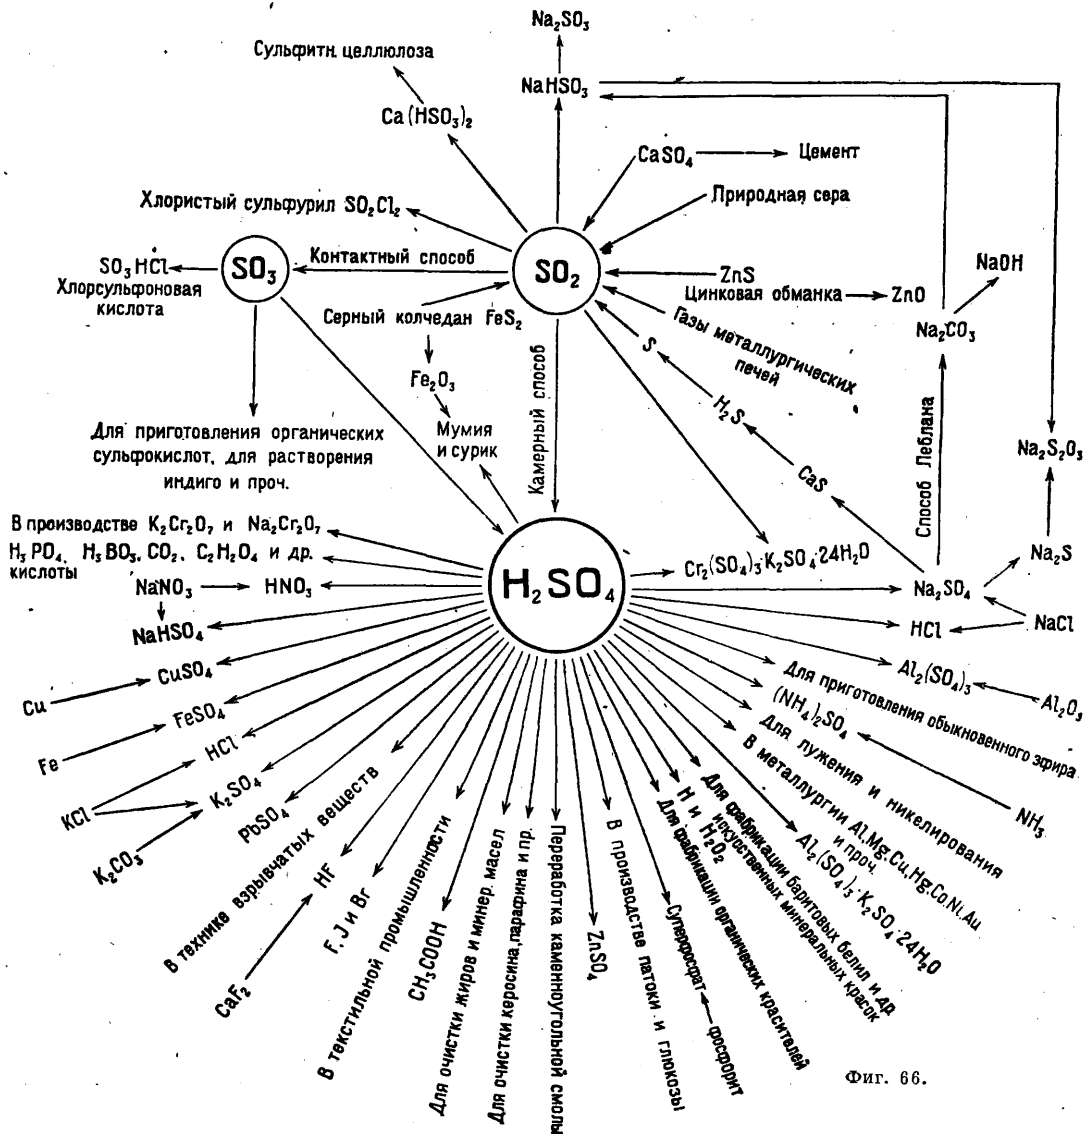 Na₂SO₃
Сульфитн. целлюлоза
NaHSO₃
Ca(HSO₃)₂
CaSO₄
Цемент
Природная сера
Хлористый сульфурил SO₂Cl₂
SO₃HCl
Хлорсульфоновая
кислота
SO₃
Контактный способ
SO₂
ZnS
NaOH
Цинковая обманка
ZnO
Серный колчедан FeS₂
Газы металлургических
печей
Na₂CO₃
S
Fe₂O₃
H₂S
Мумия
и сурик
Камерный способ
Способ Леблана
Для приготовления органических
сульфокислот, для растворения
индиго и проч.
Na₂S₂O₃
CaS
В производстве K₂Cr₂O₇ и Na₂Cr₂O₇
H₃PO₄, H₃BO₃, CO₂, C₂H₂O₄ и др.
кислоты
Cr₂(SO₄)₃·K₂SO₄·24H₂O
Na₂S
NaNO₃
HNO₃
H₂SO₄
Na₂SO₄
NaHSO₄
HCl
NaCl
CuSO₄
Al₂(SO₄)₃
Cu
Al₂O₃
FeSO₄
Для приготовления обыкновенного эфира
Fe
HCl
(NH₄)₂SO₄
NH₃
KCl
K₂SO₄
Для лужения и никелирования
K₂CO₃
PbSO₄
В металлургии Al,Mg,Cu,Hg,Co,Ni,Au
и проч.
В технике взрывчатых веществ
Al₂(SO₄)₃·K₂SO₄·24H₂O
HF
CaF₂
Для фабрикации баритовых белил и др.
искусственных минеральных красок
F, J и Br
H и H₂O₂
В текстильной промышленности
Для фабрикации органических красителей
CH₃COOH
Суперфосфат
фосфорит
Для очистки жиров и минер. масел
В производстве патоки и глюкозы
Для очистки керосина, парафина и пр.
ZnSO₄
Переработка каменноугольной смолы
Фиг. 66.